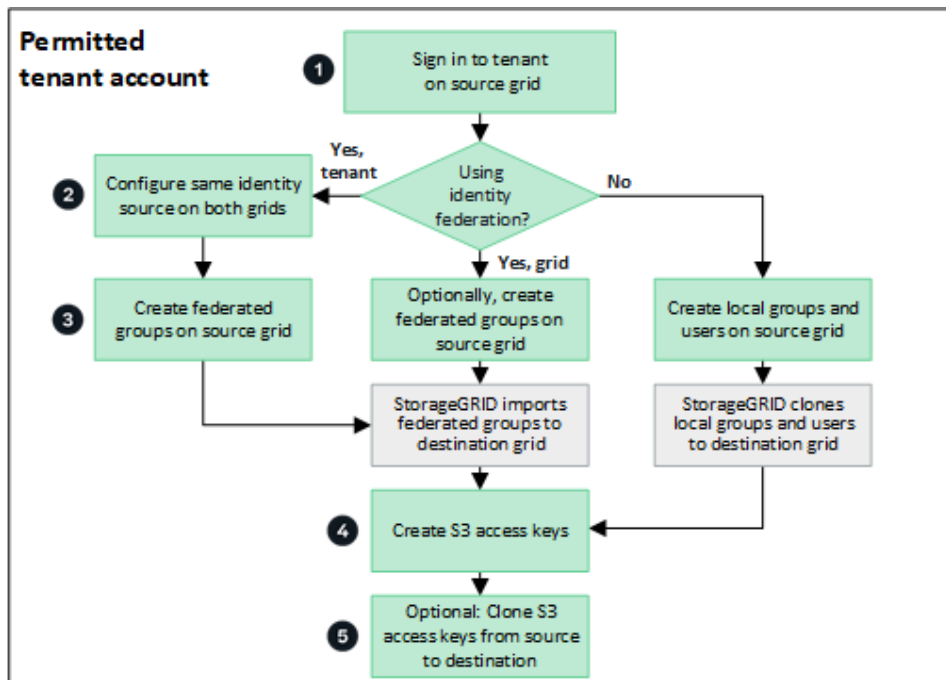 Permitted
tenant account
1
Sign in to tenant
on source grid
Yes,
tenant
Using
identity
federation?
No
2
Configure same identity
source on both grids
Yes, grid
3
Create federated
groups on source grid
Optionally, create
federated groups on
source grid
Create local groups and
users on source grid
StorageGRID imports
federated groups to
destination grid
StorageGRID clones
local groups and users
to destination grid
4
Create S3 access keys
5
Optional: Clone S3
access keys from source
to destination